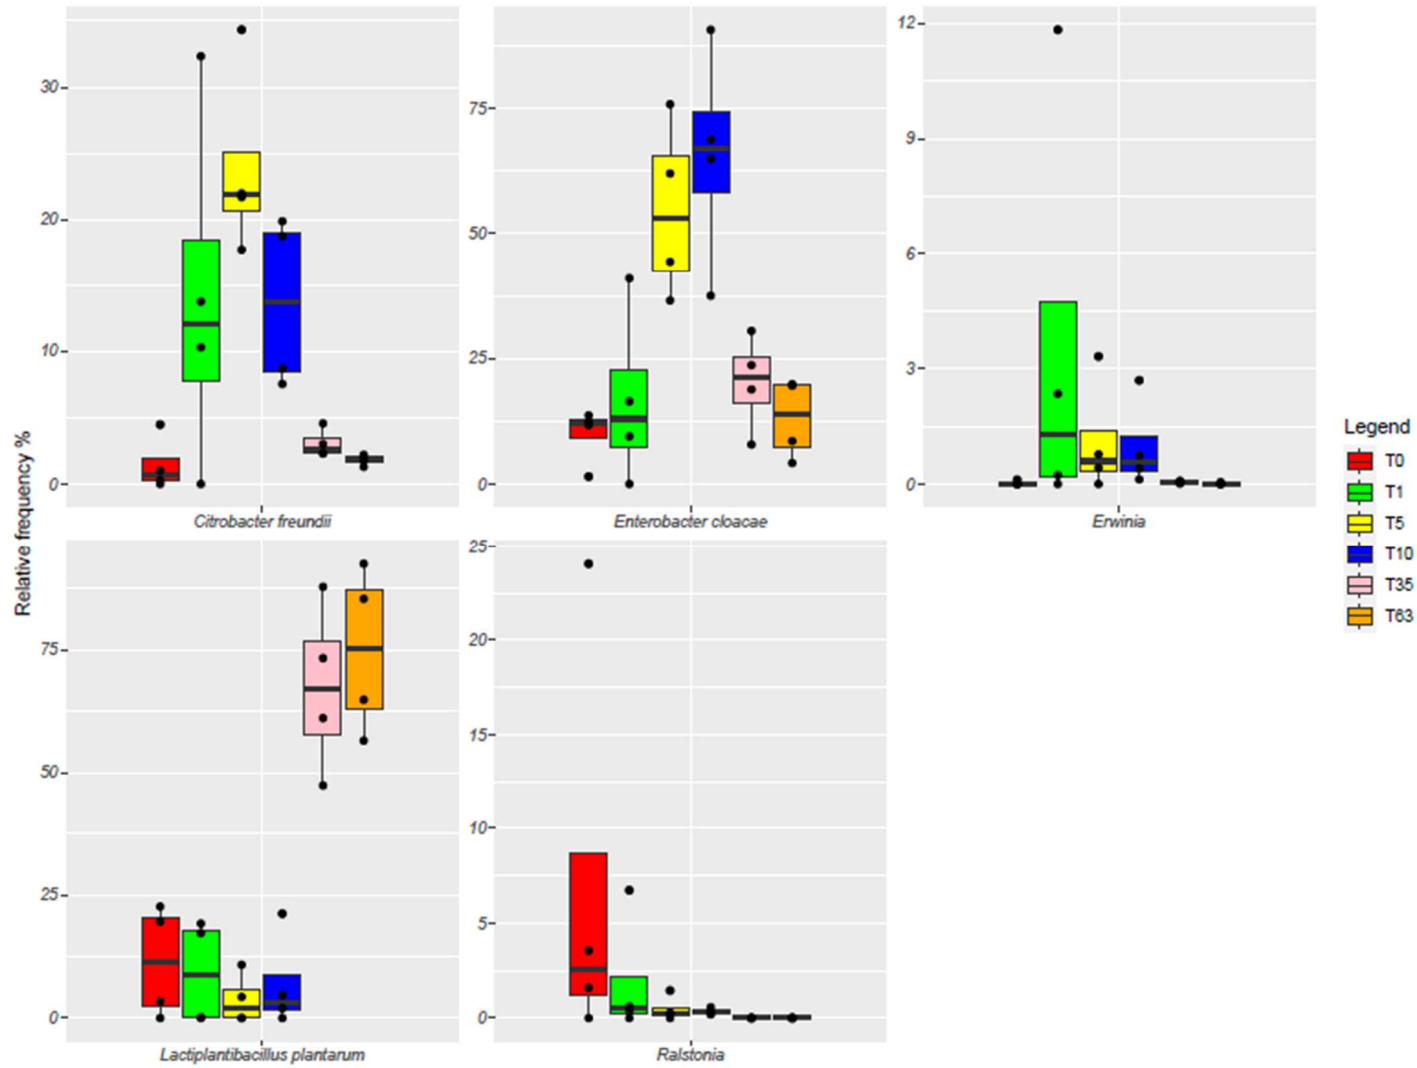 30
20
10
0
Citrobacter freundii
75
50
25
0
Enterobacter cloacae
12
9
6
3
0
Erwinia
Relative frequency %
75
50
25
0
Lactiplantibacillus plantarum
25
20
15
10
5
0
Ralstonia
Legend
T0
T1
T5
T10
T35
T63